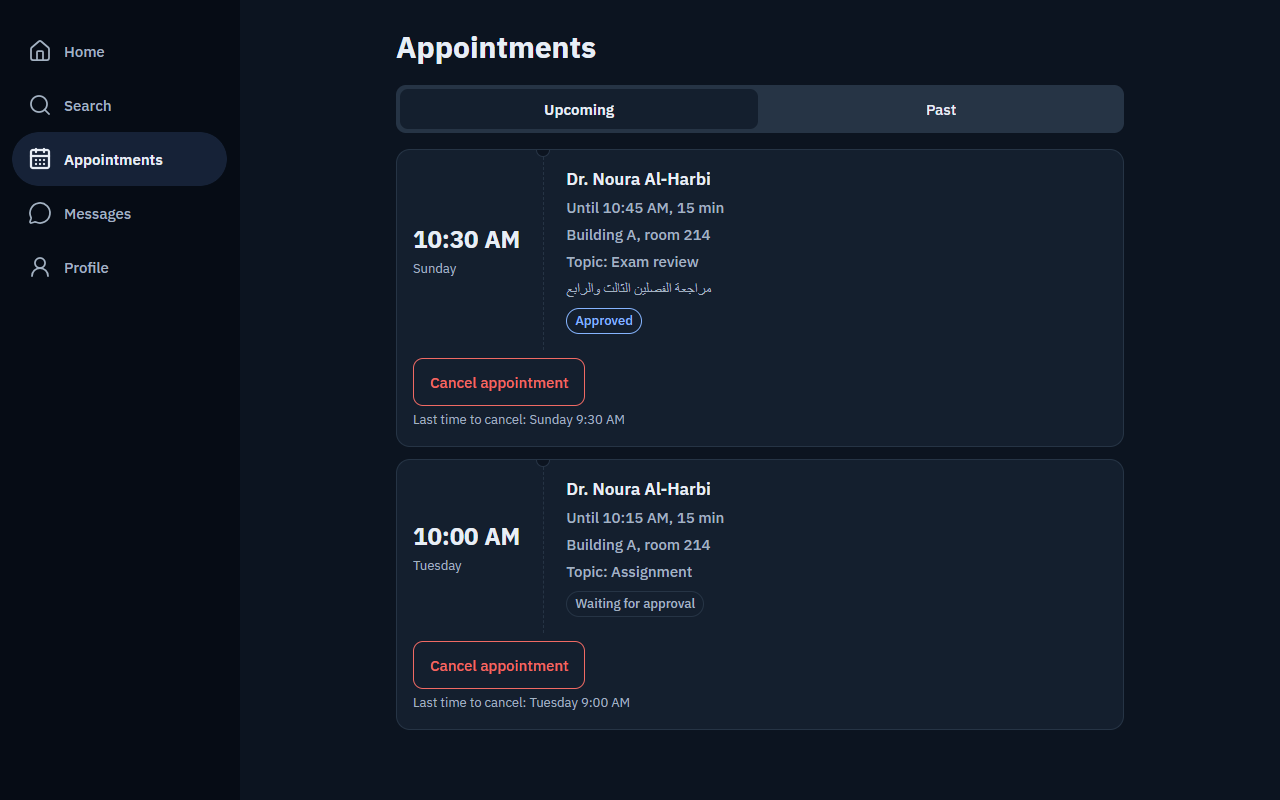 Home
Search
Appointments
Messages
Profile
Appointments
Upcoming
Past
10:30 AM
Sunday
Dr. Noura Al-Harbi
Until 10:45 AM, 15 min
Building A, room 214
Topic: Exam review
مراجعة الفصلين الثالث والرابع
Approved
Cancel appointment
Last time to cancel: Sunday 9:30 AM
10:00 AM
Tuesday
Dr. Noura Al-Harbi
Until 10:15 AM, 15 min
Building A, room 214
Topic: Assignment
Waiting for approval
Cancel appointment
Last time to cancel: Tuesday 9:00 AM